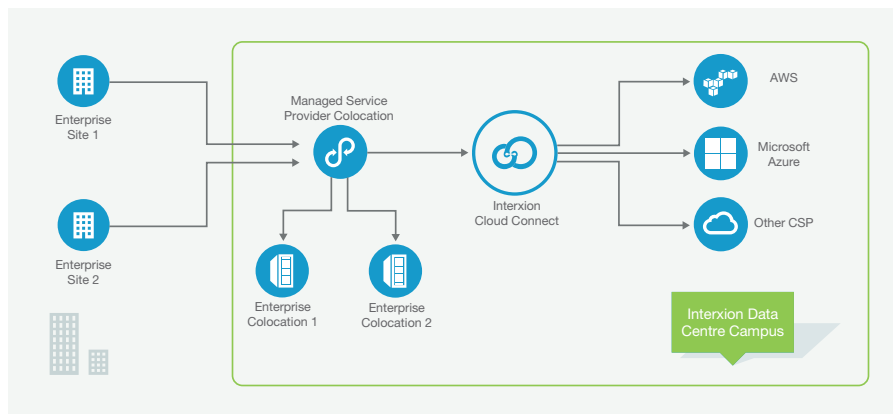 Enterprise
Site 1
Enterprise
Site 2
Managed Service
Provider Colocation
Enterprise
Colocation 1
Enterprise
Colocation 2
Interxion
Cloud Connect
AWS
Microsoft
Azure
Other CSP
Interxion Data
Centre Campus